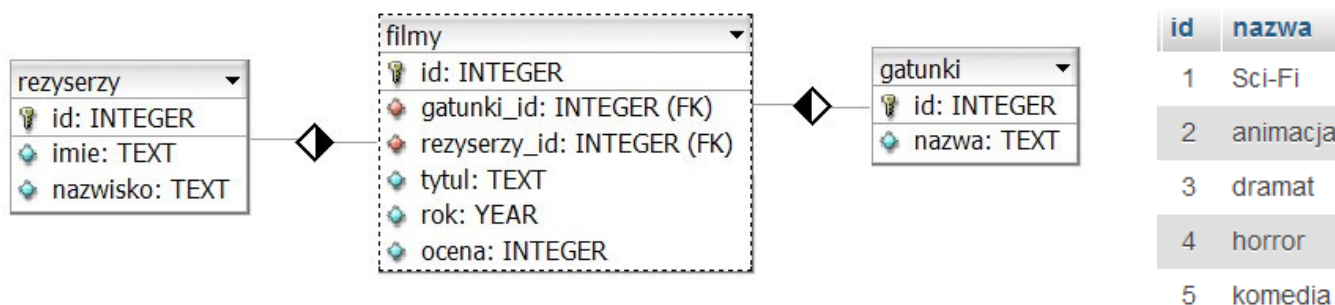 rezyserzy
id: INTEGER
imie: TEXT
nazwisko: TEXT
filmy
id: INTEGER
gatunki_id: INTEGER (FK)
rezyserzy_id: INTEGER (FK)
tytul: TEXT
rok: YEAR
ocena: INTEGER
gatunki
id: INTEGER
nazwa: TEXT
id nazwa
1 Sci-Fi
2 animacja
3 dramat
4 horror
5 komedia